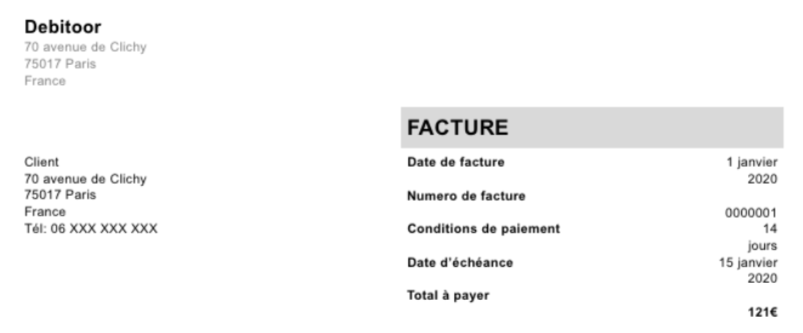 Debitoor
70 avenue de Clichy
75017 Paris
France
FACTURE
Client
70 avenue de Clichy
75017 Paris
France
Tél: 06 XXX XXX XXX
Date de facture 1 janvier
2020
Numero de facture
0000001
Conditions de paiement 14
jours
Date d'échéance 15 janvier
2020
Total à payer
121€